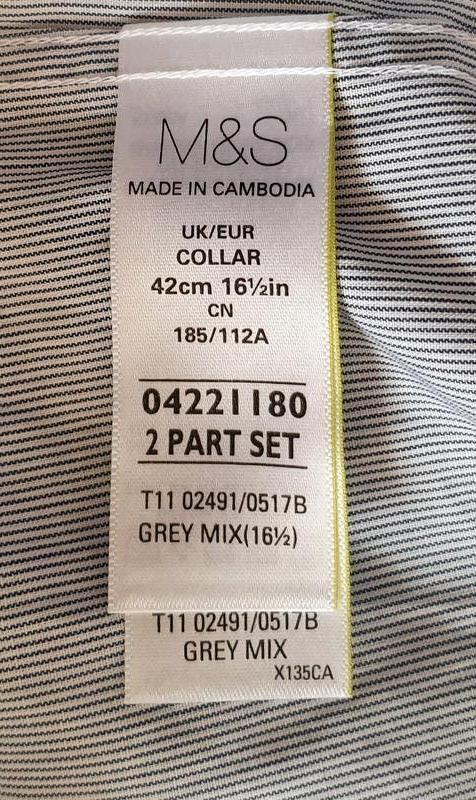 M&S
MADE IN CAMBODIA
UK/EUR
COLLAR
42cm 16½in
CN
185/112A
04221180
2 PART SET
T11 02491/0517B
GREY MIX(16½)
T11 02491/0517B
GREY MIX
X135CA